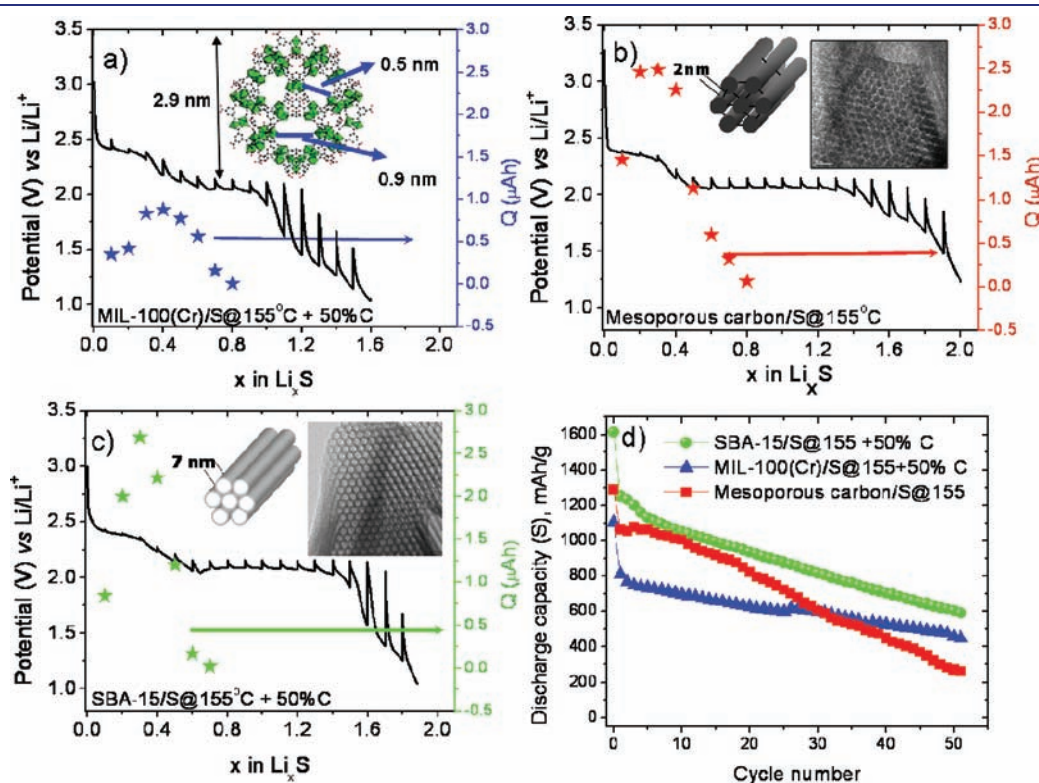 a)
3.5
3.0
2.5
2.0
1.5
1.0
Potential (V) vs Li/Li⁺
2.9 nm
0.5 nm
0.9 nm
3.0
2.5
2.0
1.5
1.0
0.5
0.0
-0.5
Q (µAh)
MIL-100(Cr)/S@155°C + 50%C
0.0 0.4 0.8 1.2 1.6 2.0
x in LiₓS
b)
3.5
3.0
2.5
2.0
1.5
1.0
Potential (V) vs Li/Li⁺
2nm
3.0
2.5
2.0
1.5
1.0
0.5
0.0
-0.5
Q (µAh)
Mesoporous carbon/S@155°C
0.0 0.4 0.8 1.2 1.6 2.0
x in LiₓS
c)
3.5
3.0
2.5
2.0
1.5
1.0
Potential (V) vs Li/Li⁺
7 nm
3.0
2.5
2.0
1.5
1.0
0.5
0.0
-0.5
Q (µAh)
SBA-15/S@155°C + 50%C
0.0 0.4 0.8 1.2 1.6 2.0
x in LiₓS
d)
SBA-15/S@155 +50% C
MIL-100(Cr)/S@155+50% C
Mesoporous carbon/S@155
1600
1400
1200
1000
800
600
400
200
0
Discharge capacity (S), mAh/g
0 10 20 30 40 50
Cycle number